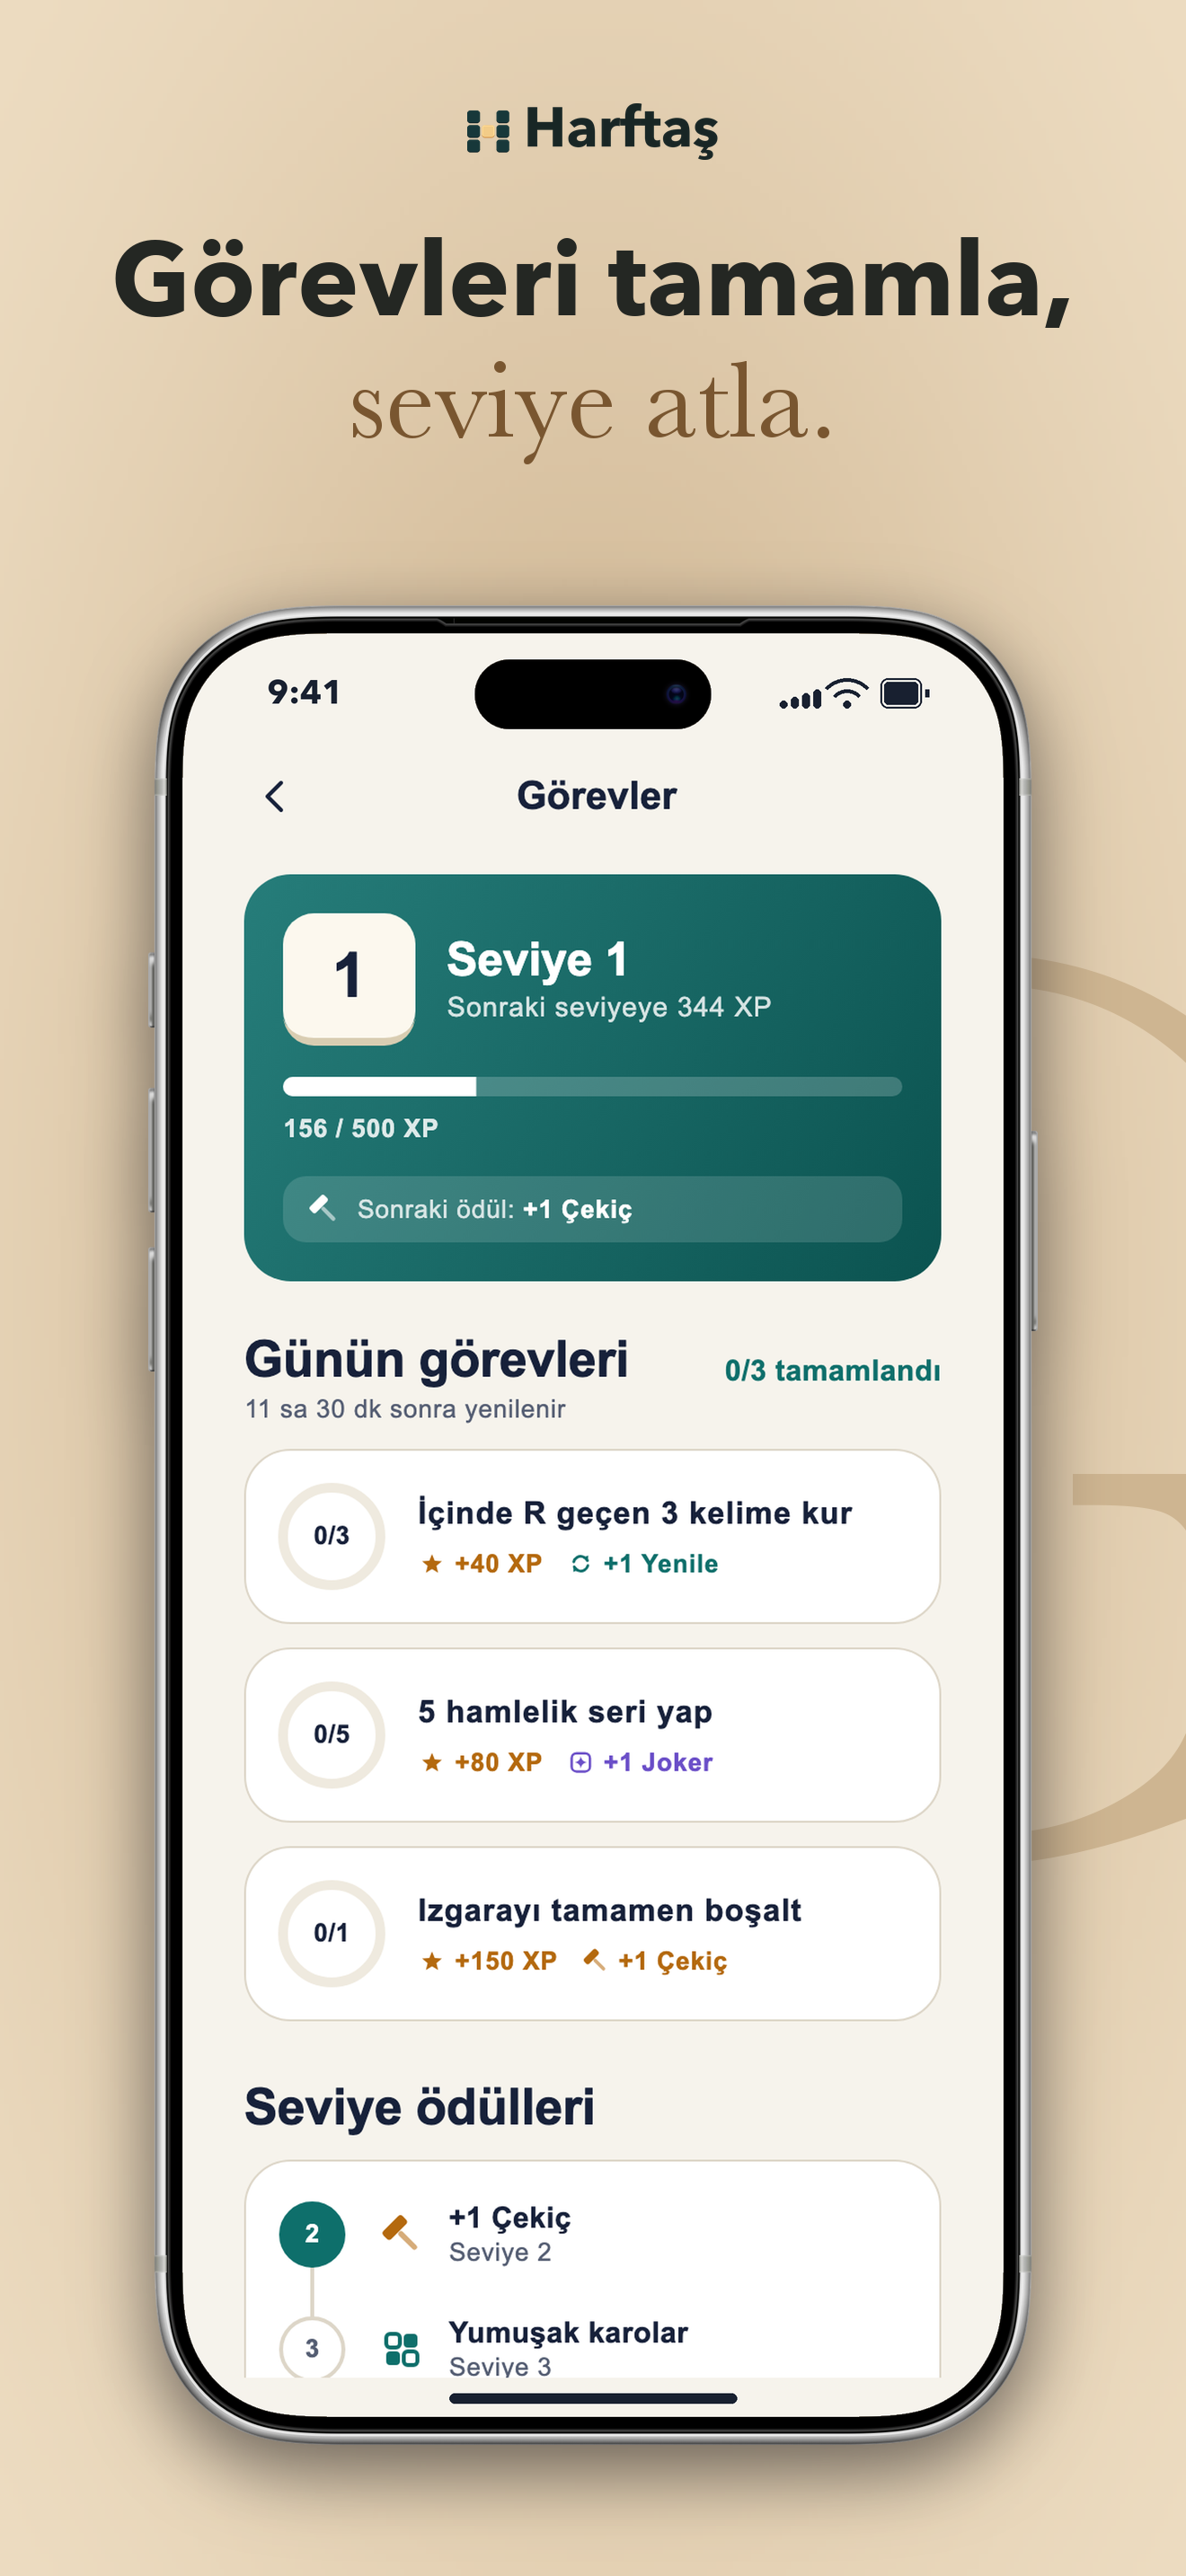 Harftaş
Görevleri tamamla,
seviye atla.
9:41
Görevler
1
Seviye 1
Sonraki seviyeye 344 XP
156 / 500 XP
Sonraki ödül: +1 Çekiç
Günün görevleri
0/3 tamamlandı
11 sa 30 dk sonra yenilenir
0/3
İçinde R geçen 3 kelime kur
+40 XP +1 Yenile
0/5
5 hamlelik seri yap
+80 XP +1 Joker
0/1
Izgarayı tamamen boşalt
+150 XP +1 Çekiç
Seviye ödülleri
2
+1 Çekiç
Seviye 2
3
Yumuşak karolar
Seviye 3
G